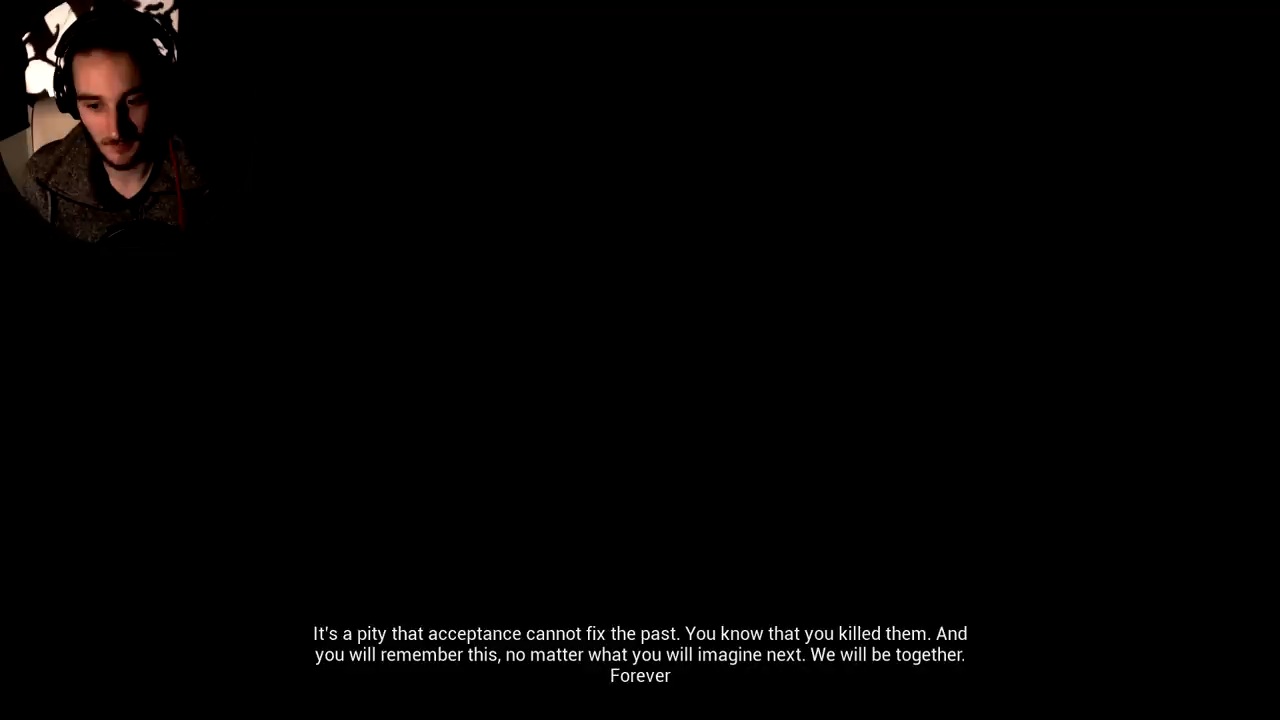 It's a pity that acceptance cannot fix the past. You know that you killed them. And
you will remember this, no matter what you will imagine next. We will be together.
Forever